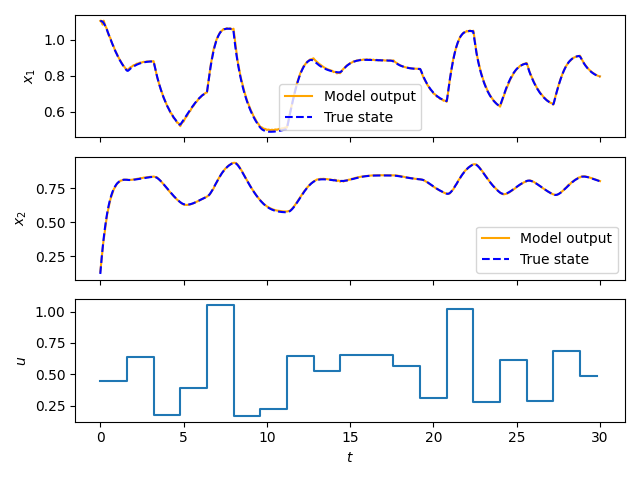 1.0
0.8
0.6
x₁
Model output
True state
0.75
0.50
0.25
x₂
Model output
True state
1.00
0.75
0.50
0.25
u
0 5 10 15 20 25 30
t